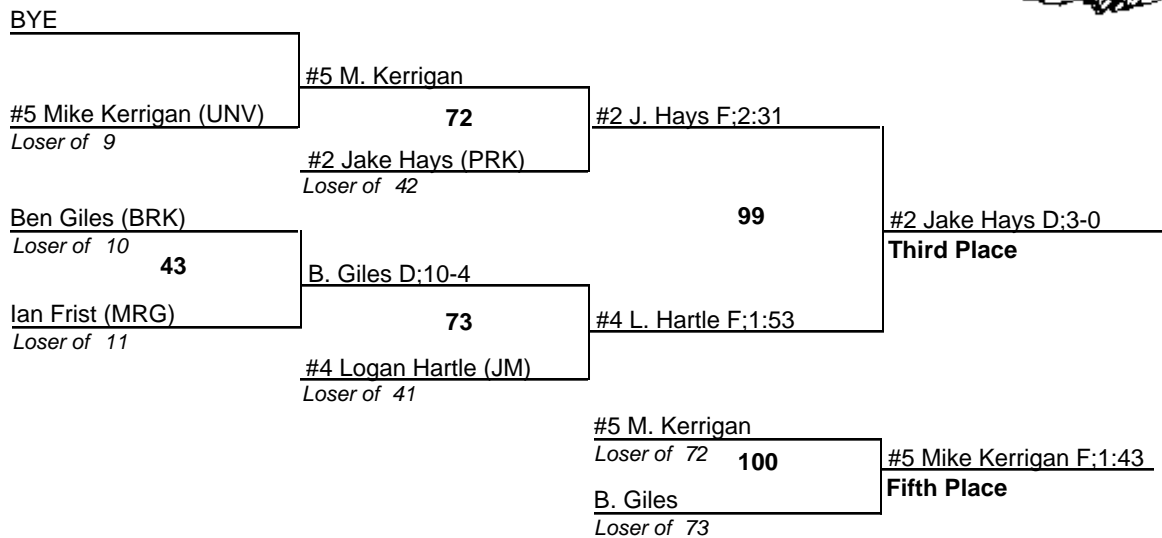 BYE
#5 M. Kerrigan
#5 Mike Kerrigan (UNV)
Loser of 9
72
#2 J. Hays F;2:31
#2 Jake Hays (PRK)
Loser of 42
Ben Giles (BRK)
Loser of 10
43
99
#2 Jake Hays D;3-0
Third Place
B. Giles D;10-4
Ian Frist (MRG)
Loser of 11
73
#4 L. Hartle F;1:53
#4 Logan Hartle (JM)
Loser of 41
#5 M. Kerrigan
Loser of 72
100
#5 Mike Kerrigan F;1:43
Fifth Place
B. Giles
Loser of 73